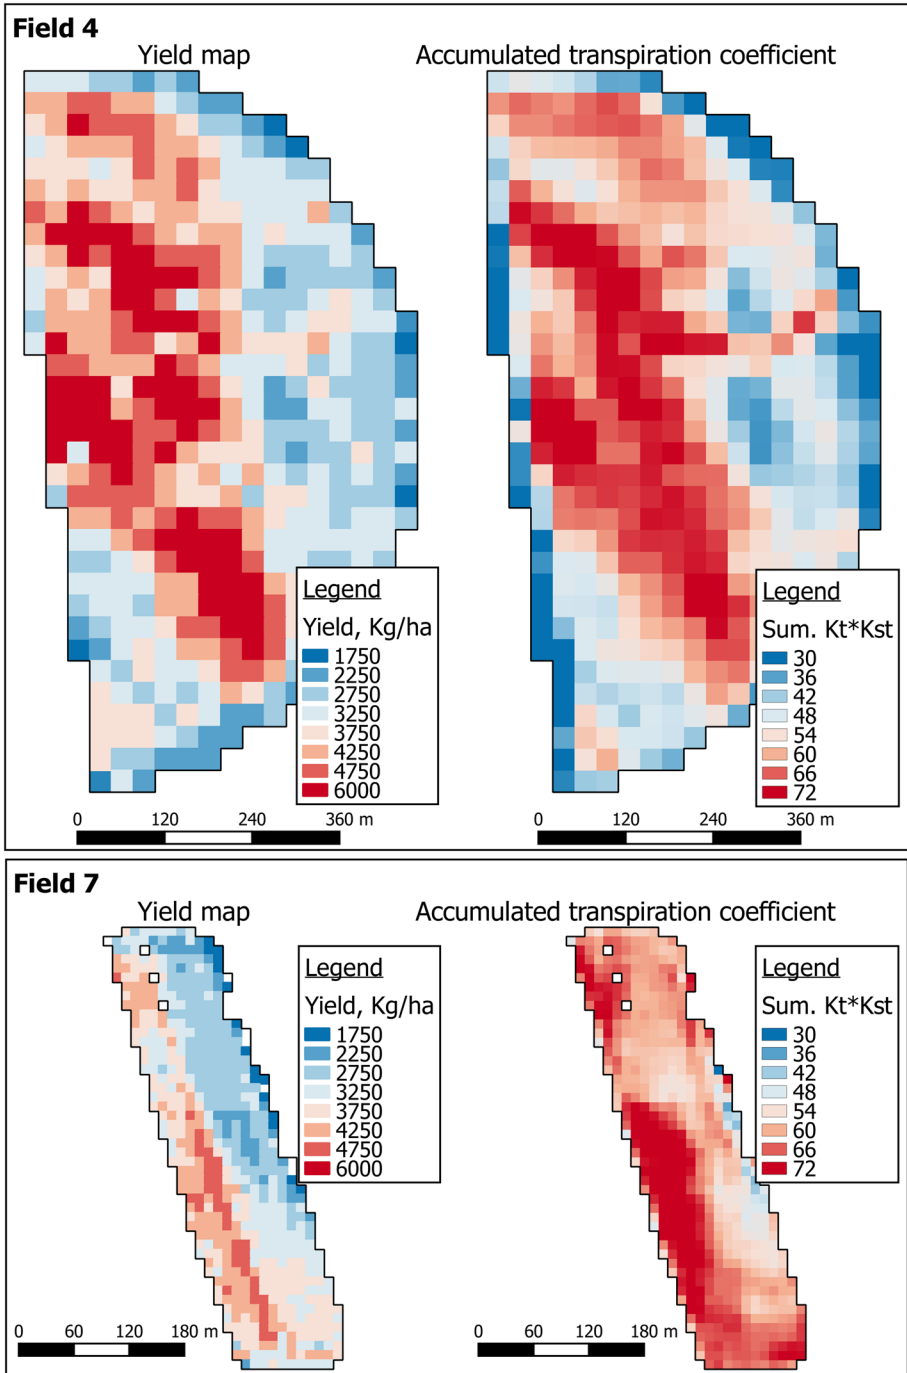 Field 4
Yield map
Accumulated transpiration coefficient
Legend
Yield, Kg/ha
1750
2250
2750
3250
3750
4250
4750
6000
Legend
Sum. Kt*Kst
30
36
42
48
54
60
66
72
0 120 240 360 m
0 120 240 360 m
Field 7
Yield map
Accumulated transpiration coefficient
Legend
Yield, Kg/ha
1750
2250
2750
3250
3750
4250
4750
6000
Legend
Sum. Kt*Kst
30
36
42
48
54
60
66
72
0 60 120 180 m
0 60 120 180 m